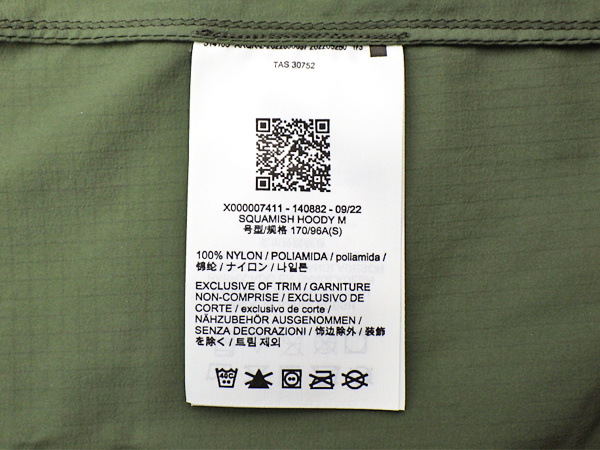 TAS 30752
X000007411 - 140882 - 09/22
SQUAMISH HOODY M
号型/规格 170/96A(S)
100% NYLON / POLIAMIDA / poliamida /
锦纶 / ナイロン / 나일론
EXCLUSIVE OF TRIM / GARNITURE
NON-COMPRISE / EXCLUSIVO DE
CORTE / exclusivo de corte /
NÄHZUBEHÖR AUSGENOMMEN /
SENZA DECORAZIONI / 饰边除外 / 装飾
を除く / 트림 제외
40C